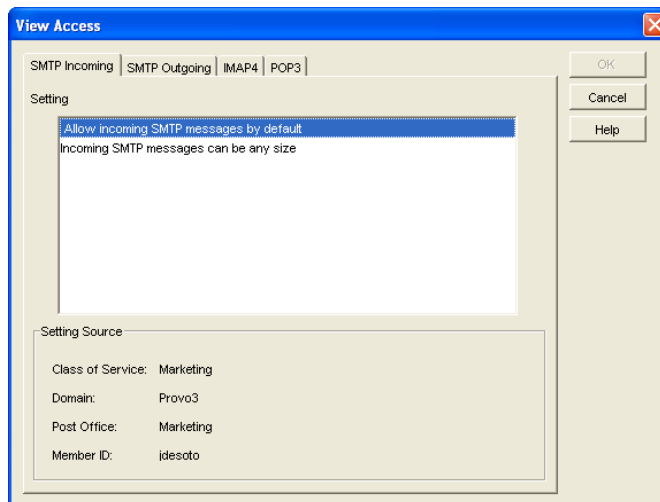 View Access
SMTP Incoming SMTP Outgoing IMAP4 POP3
OK
Setting
Cancel
Help
Allow incoming SMTP messages by default
Incoming SMTP messages can be any size
Setting Source
Class of Service: Marketing
Domain: Provo3
Post Office: Marketing
Member ID: jdesoto